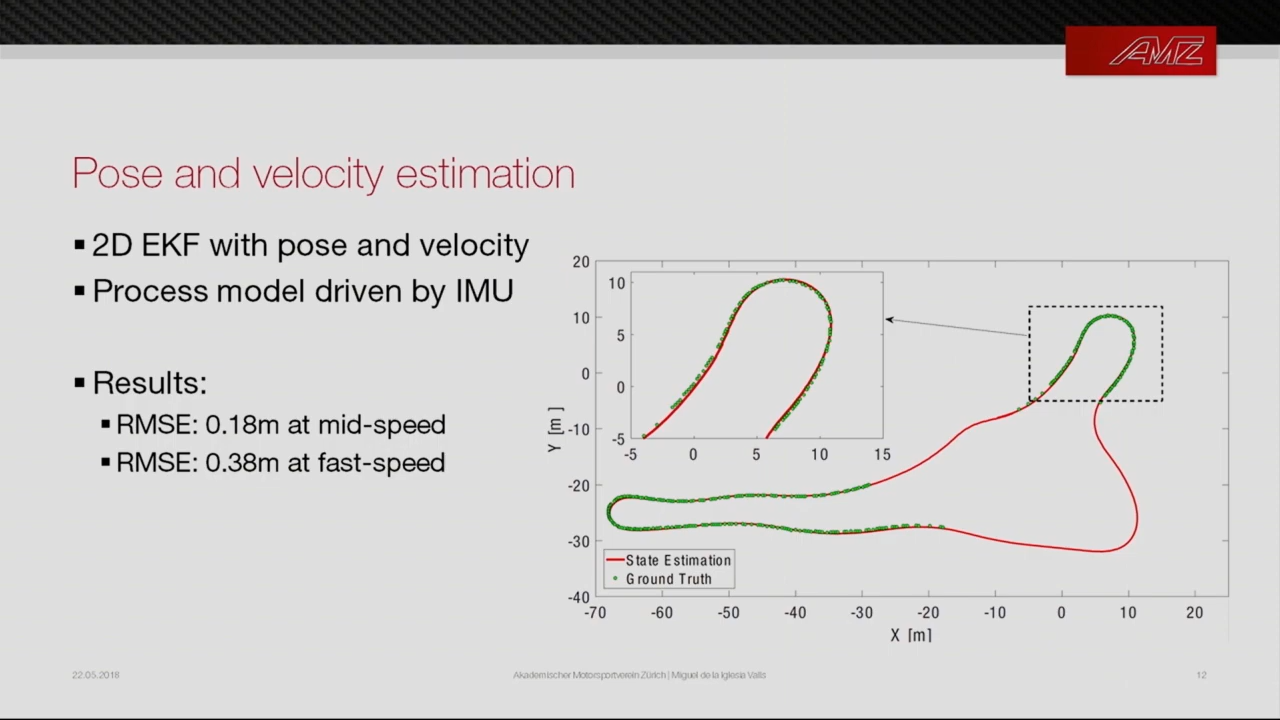 AMZ
Pose and velocity estimation
▪ 2D EKF with pose and velocity
▪ Process model driven by IMU
▪ Results:
▪ RMSE: 0.18m at mid-speed
▪ RMSE: 0.38m at fast-speed
20
10
0
-10
-20
-30
-40
Y [m ]
10
5
0
-5
-5 0 5 10 15
State Estimation
Ground Truth
-70 -60 -50 -40 -30 -20 -10 0 10 20
X [m]
22.05.2018 Akademischer Motorsportverein Zürich | Miguel de la Iglesia Valls 12